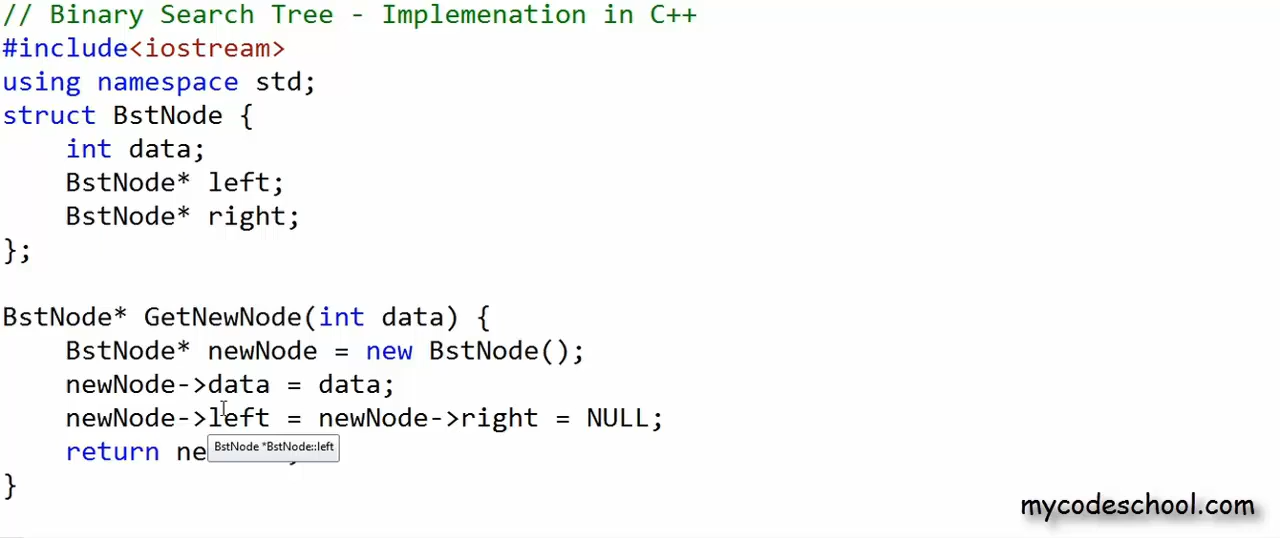 // Binary Search Tree - Implemenation in C++
#include<iostream>
using namespace std;
struct BstNode {
    int data;
    BstNode* left;
    BstNode* right;
};
BstNode* GetNewNode(int data) {
    BstNode* newNode = new BstNode();
    newNode->data = data;
    newNode->left = newNode->right = NULL;
    return
BstNode *BstNode::left
}
mycodeschool.com